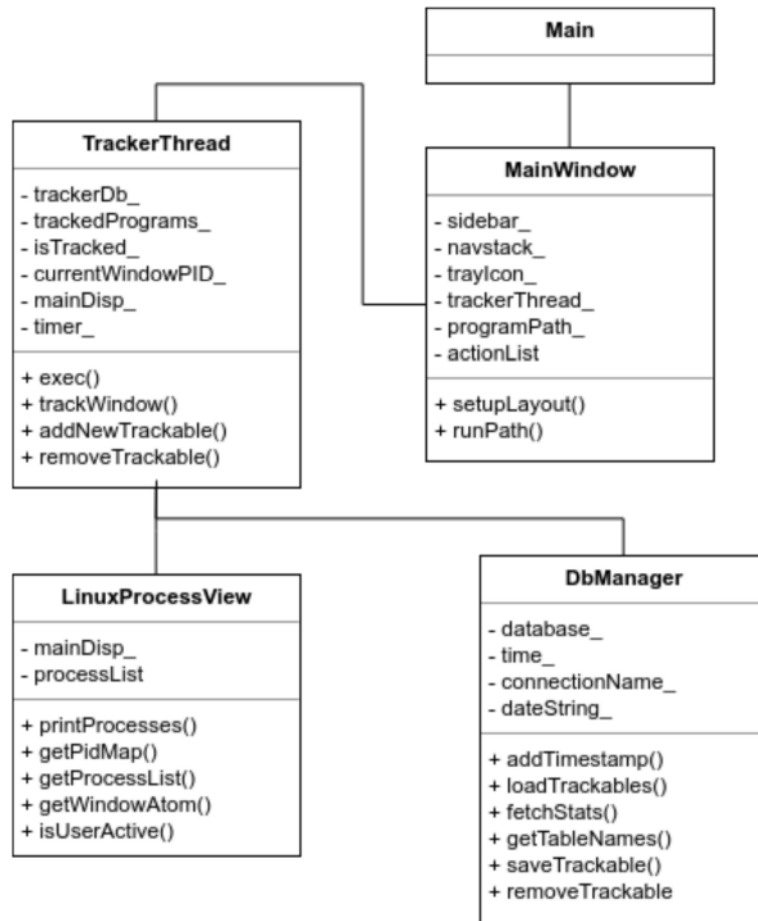 Main
TrackerThread
- trackerDb_
- trackedPrograms_
- isTracked_
- currentWindowPID_
- mainDisp_
- timer_
+ exec()
+ trackWindow()
+ addNewTrackable()
+ removeTrackable()
MainWindow
- sidebar_
- navstack_
- trayIcon_
- trackerThread_
- programPath_
- actionList
+ setupLayout()
+ runPath()
LinuxProcessView
- mainDisp_
- processList
+ printProcesses()
+ getPidMap()
+ getProcessList()
+ getWindowAtom()
+ isUserActive()
DbManager
- database_
- time_
- connectionName_
- dateString_
+ addTimestamp()
+ loadTrackables()
+ fetchStats()
+ getTableNames()
+ saveTrackable()
+ removeTrackable